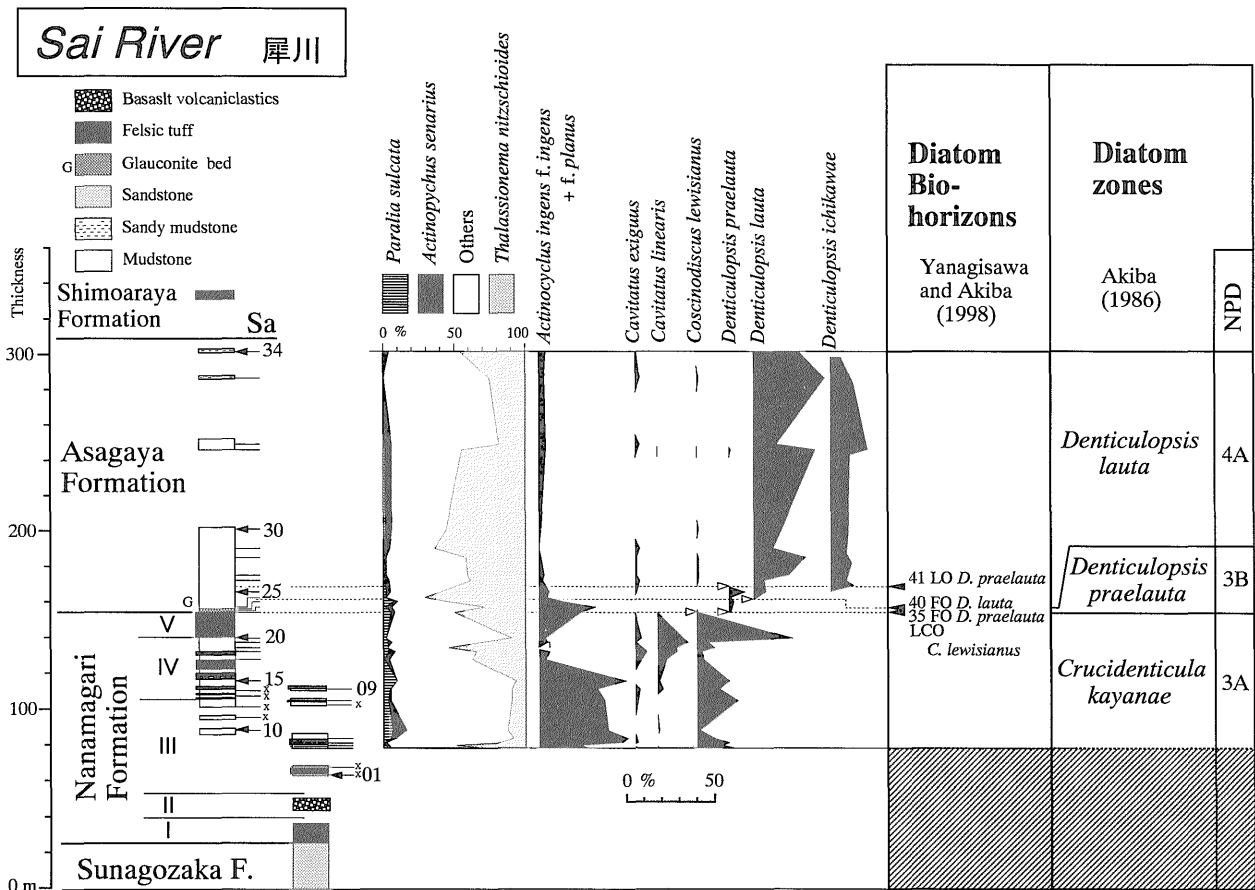 Sai River 犀川
Basaslt volcaniclastics
Felsic tuff
G Glauconite bed
Sandstone
Sandy mudstone
Mudstone
Thickness
Shimoaraya
Formation
Sa
34
300
Asagaya
Formation
200
30
25
G
V
20
IV
15
09
x
x
x
x
x
100
10
III
x
x
01
Nanamagari
Formation
II
I
Sunagozaka F.
0 m
Paralia sulcata
Actinopychus senarius
Others
Thalassionema nitzschioides
0 % 50 100
Actinocyclus ingens f. ingens
+ f. planus
Cavitatus exiguus
Cavitatus linearis
Coscinodiscus lewisianus
Denticulopsis praelauta
Denticulopsis lauta
Denticulopsis ichikawae
0 % 50
Diatom
Bio-
horizons
Yanagisawa
and Akiba
(1998)
41 LO D. praelauta
40 FO D. lauta
35 FO D. praelauta
LCO
C. lewisianus
Diatom
zones
Akiba
(1986)
NPD
Denticulopsis
lauta
4A
Denticulopsis
praelauta
3B
Crucidenticula
kayanae
3A